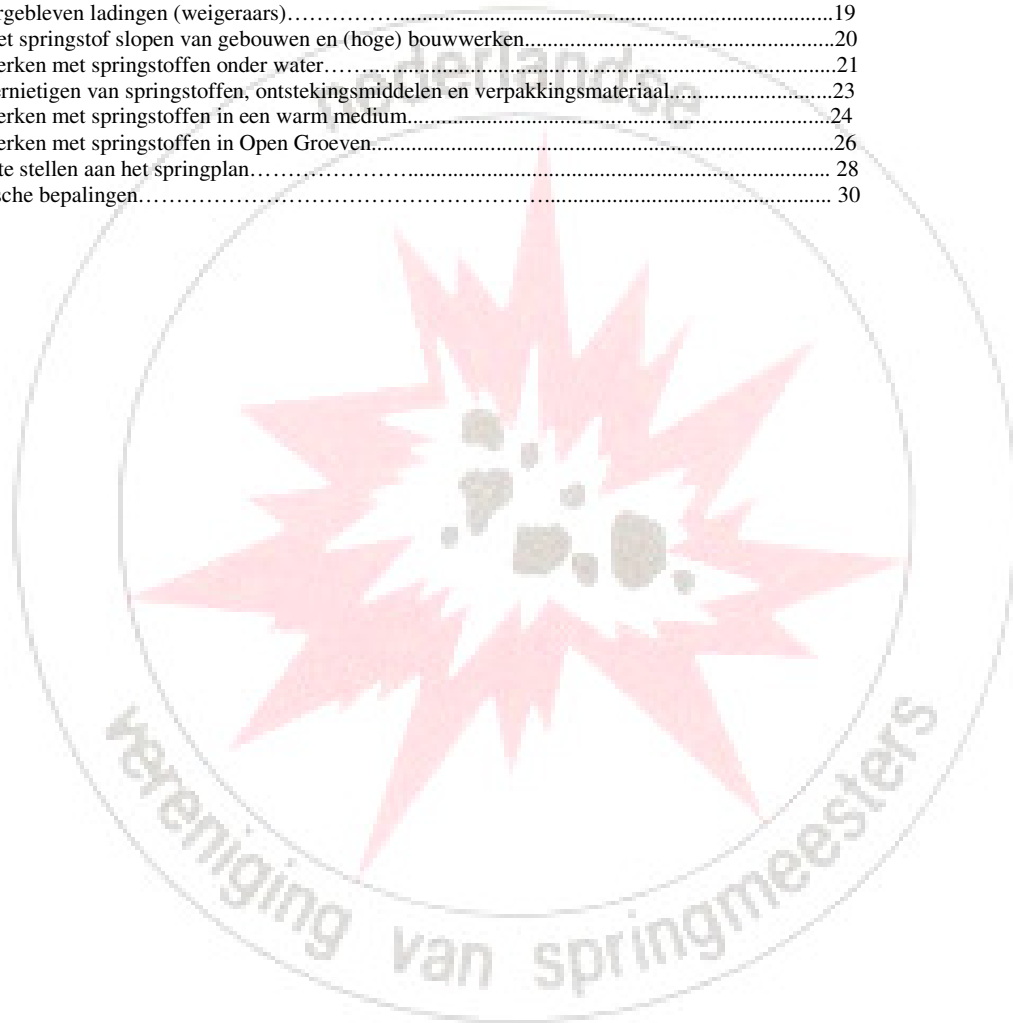 rgebleven ladingen (weigeraars)…………......................................................................................19
et springstof slopen van gebouwen en (hoge) bouwwerken.............................................................20
erken met springstoffen onder water…...............................................................................................21
ernietigen van springstoffen, ontstekingsmiddelen en verpakkingsmateriaal................................23
erken met springstoffen in een warm medium.................................................................................24
erken met springstoffen in Open Groeven........................................................................................26
te stellen aan het springplan………………...................................................................................... 28
sche bepalingen………………………………………........................................................ 30
nederlandse
vereniging van springmeesters